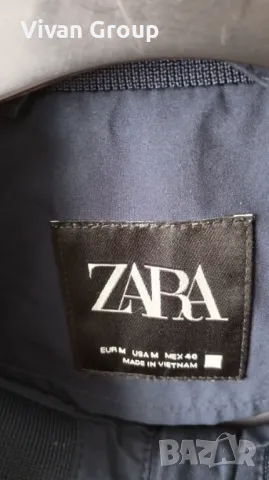 Vivan Group
ZARA
EUR M USA M MEX 40
MADE IN VIETNAM
BAZAR